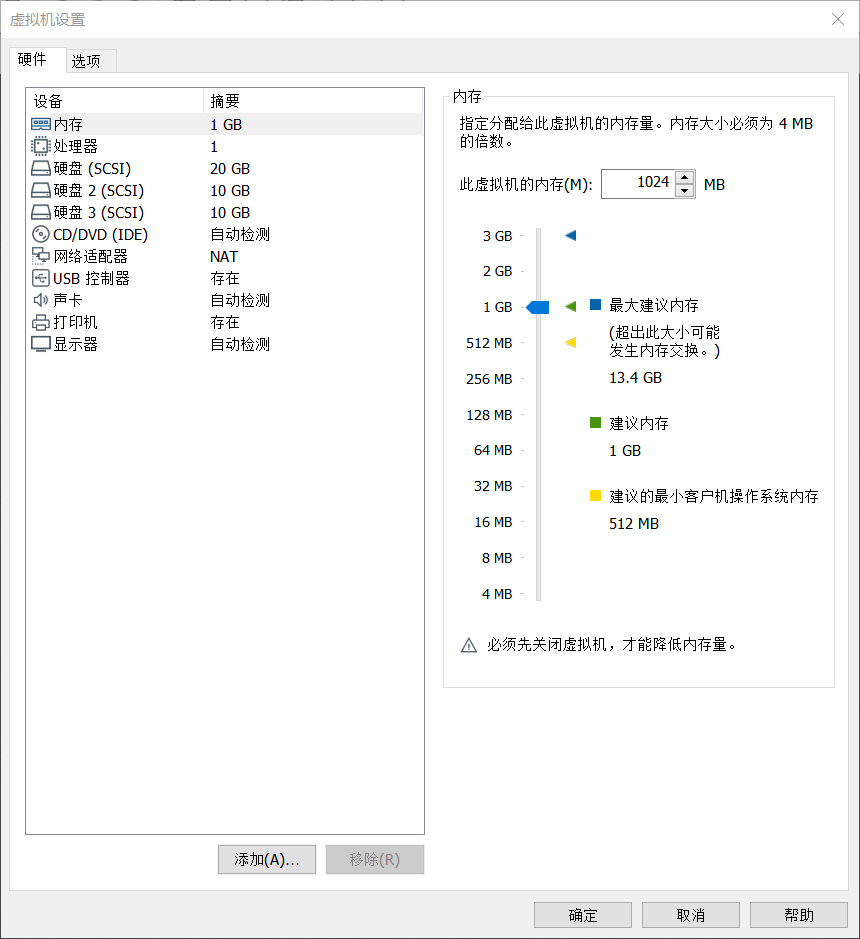 虚拟机设置
硬件 选项
设备 摘要
内存 1 GB
处理器 1
硬盘 (SCSI) 20 GB
硬盘 2 (SCSI) 10 GB
硬盘 3 (SCSI) 10 GB
CD/DVD (IDE) 自动检测
网络适配器 NAT
USB 控制器 存在
声卡 自动检测
打印机 存在
显示器 自动检测
添加(A)... 移除(R)
内存
指定分配给此虚拟机的内存量。内存大小必须为 4 MB
的倍数。
此虚拟机的内存(M): 1024 MB
3 GB
2 GB
1 GB
512 MB
256 MB
128 MB
64 MB
32 MB
16 MB
8 MB
4 MB
最大建议内存
(超出此大小可能
发生内存交换。)
13.4 GB
建议内存
1 GB
建议的最小客户机操作系统内存
512 MB
必须先关闭虚拟机，才能降低内存量。
确定 取消 帮助